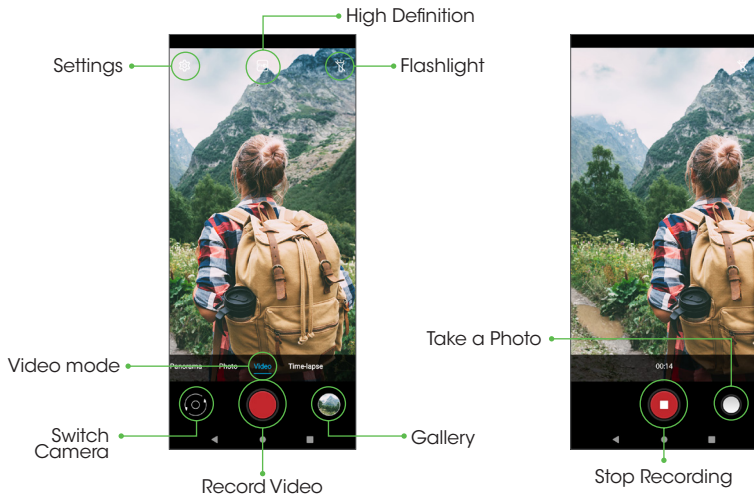 High Definition
Settings
Flashlight
Video mode
Panorama
Photo
Video
Time-lapse
Switch
Camera
Gallery
Record Video
Take a Photo
00:14
Stop Recording